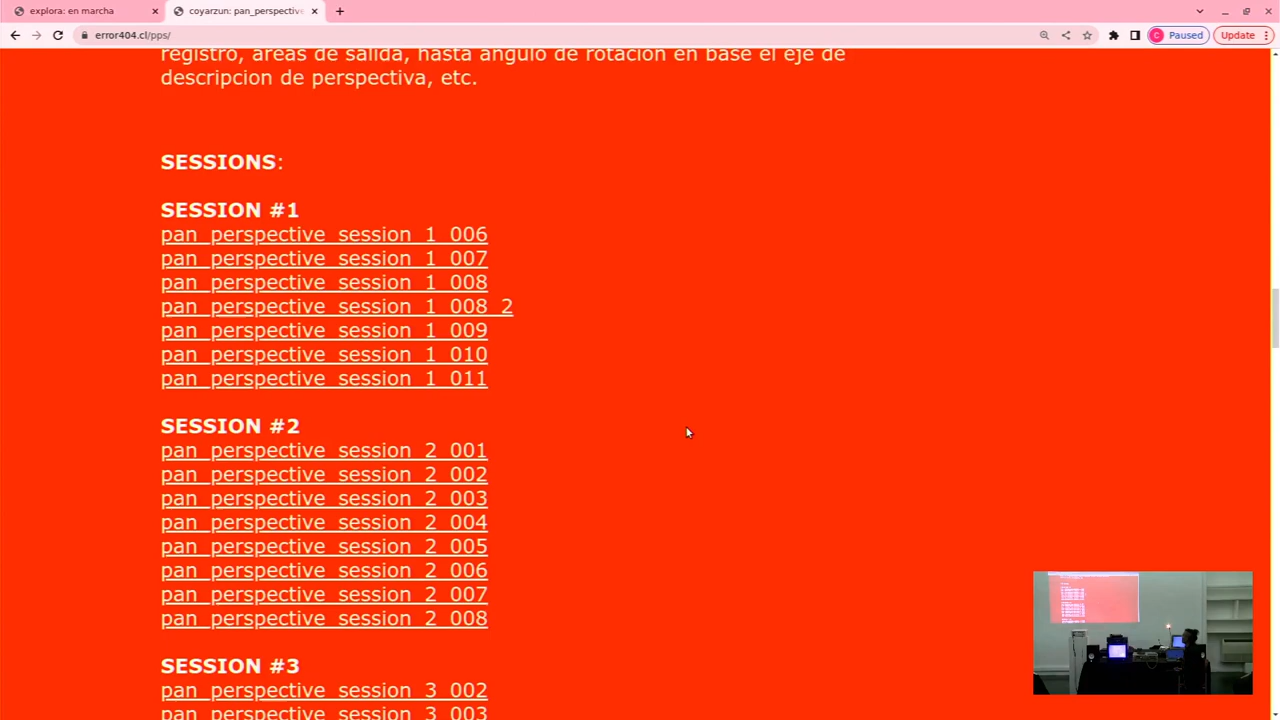 explora: en marcha
coyarzun: pan_perspectiv
error404.cl/pps/
C
Paused
Update
registro, areas de salida, hasta angulo de rotacion en base el eje de
descripcion de perspectiva, etc.
SESSIONS:
SESSION #1
pan_perspective_session_1_006
pan_perspective_session_1_007
pan_perspective_session_1_008
pan_perspective_session_1_008_2
pan_perspective_session_1_009
pan_perspective_session_1_010
pan_perspective_session_1_011
SESSION #2
pan_perspective_session_2_001
pan_perspective_session_2_002
pan_perspective_session_2_003
pan_perspective_session_2_004
pan_perspective_session_2_005
pan_perspective_session_2_006
pan_perspective_session_2_007
pan_perspective_session_2_008
SESSION #3
pan_perspective_session_3_002
pan_perspective_session_3_003